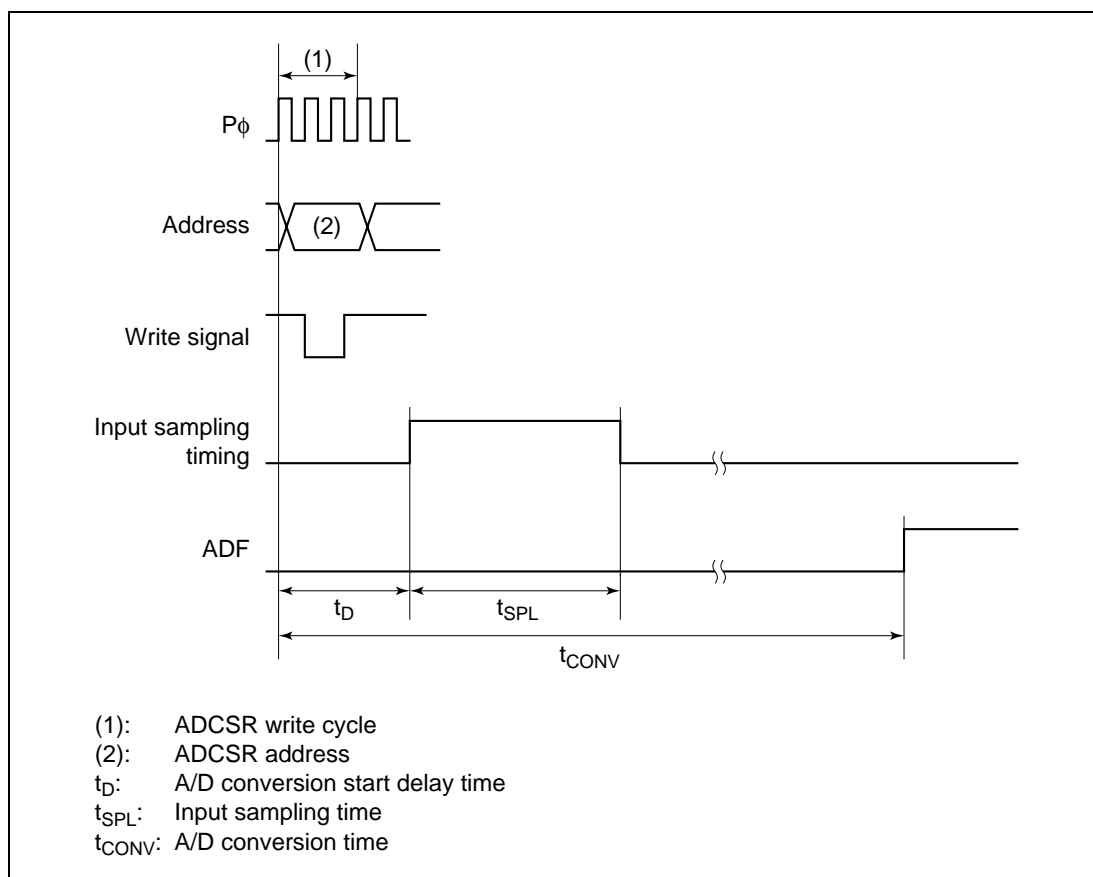 (1)
Pϕ
Address
(2)
Write signal
Input sampling
timing
ADF
tD
tSPL
tCONV
(1): ADCSR write cycle
(2): ADCSR address
tD: A/D conversion start delay time
tSPL: Input sampling time
tCONV: A/D conversion time